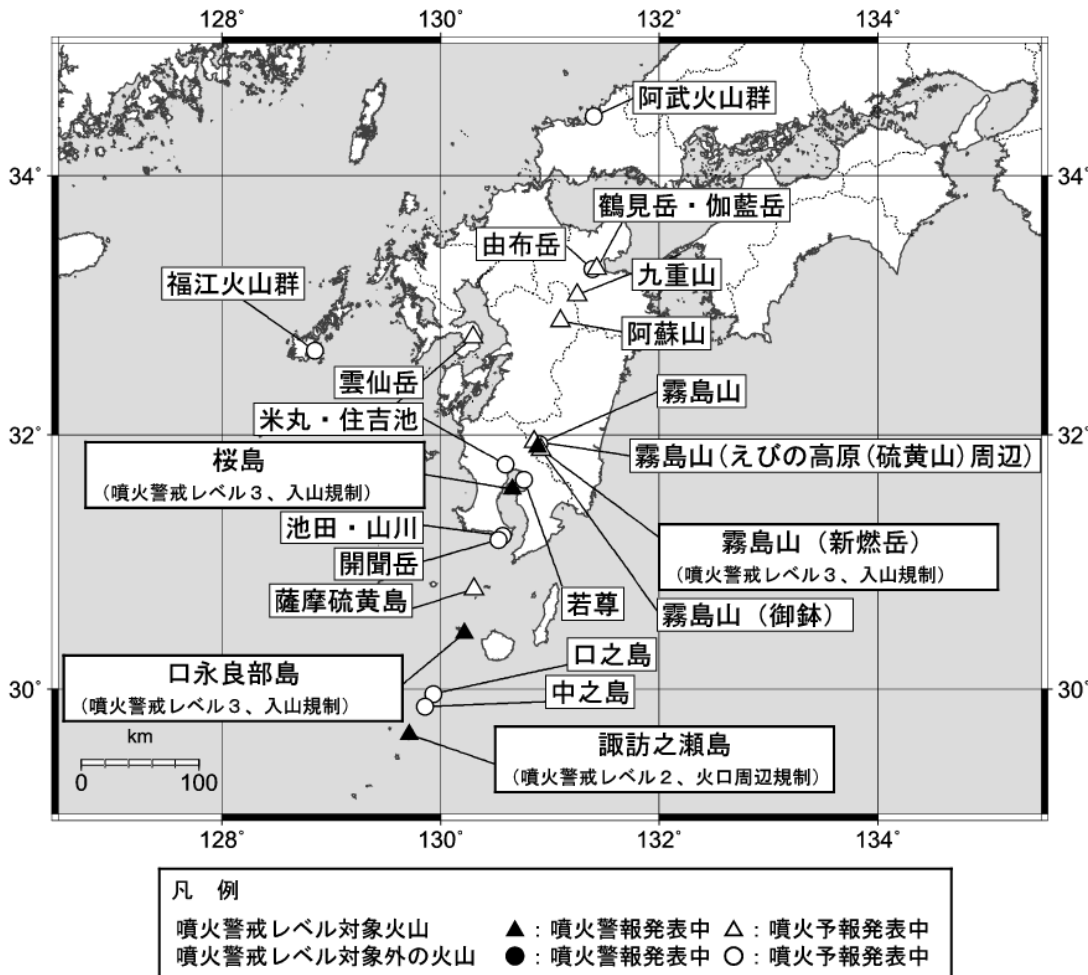 128° 130° 132° 134°
阿武火山群
34° 34°
鶴見岳・伽藍岳
由布岳
九重山
福江火山群
阿蘇山
雲仙岳
霧島山
米丸・住吉池
32° 32°
霧島山(えびの高原(硫黄山)周辺)
桜島
(噴火警戒レベル3、入山規制)
池田・山川
霧島山(新燃岳)
(噴火警戒レベル3、入山規制)
開聞岳
薩摩硫黄島
若尊
霧島山(御鉢)
口之島
口永良部島
(噴火警戒レベル3、入山規制)
30° 30°
中之島
諏訪之瀬島
(噴火警戒レベル2、火口周辺規制)
km
0 100
128° 130° 132° 134°
凡 例
噴火警戒レベル対象火山 ▲:噴火警報発表中 △:噴火予報発表中
噴火警戒レベル対象外の火山 ●:噴火警報発表中 ○:噴火予報発表中